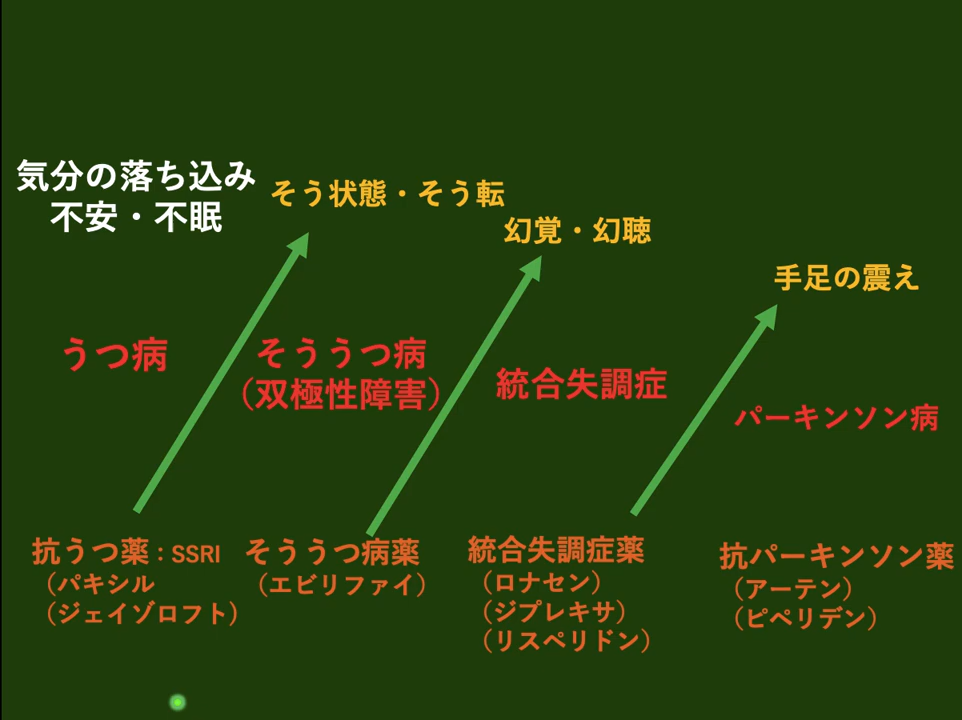 気分の落ち込み
不安・不眠
そう状態・そう転
幻覚・幻聴
手足の震え
うつ病
そううつ病
（双極性障害）
統合失調症
パーキンソン病
抗うつ薬：SSRI
（パキシル
（ジェイゾロフト）
そううつ病薬
（エビリファイ）
統合失調症薬
（ロナセン）
（ジプレキサ）
（リスペリドン）
抗パーキンソン薬
（アーテン）
（ピペリデン）